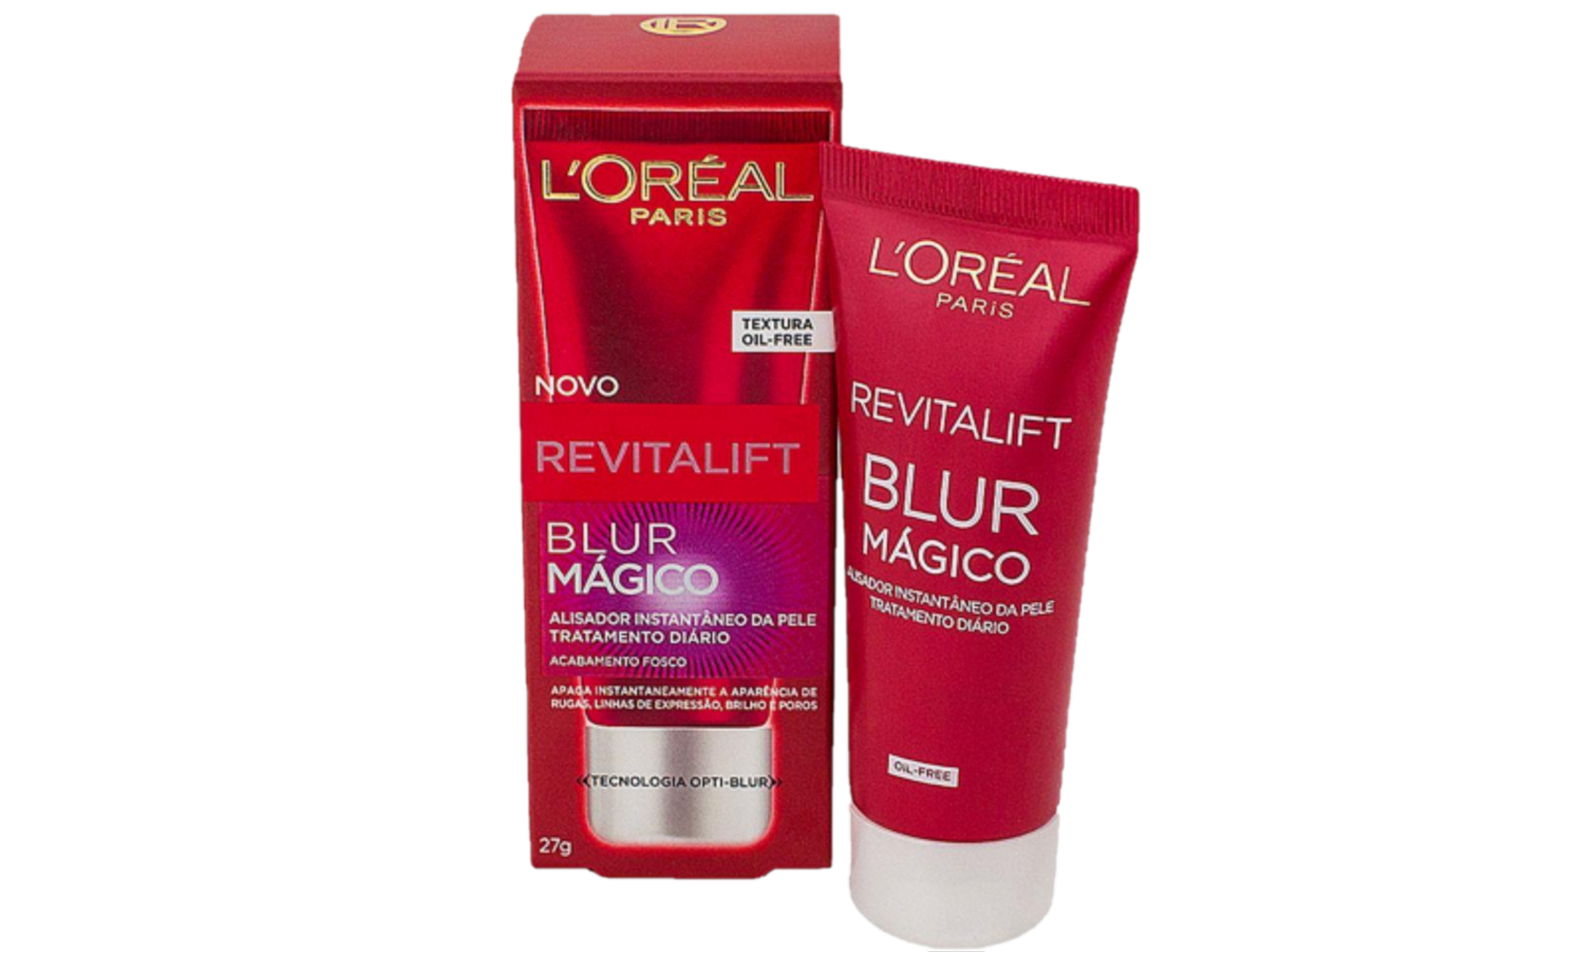 L'ORÉAL
PARIS
TEXTURA
OIL-FREE
NOVO
REVITALIFT
BLUR
MÁGICO
ALISADOR INSTANTÂNEO DA PELE
TRATAMENTO DIÁRIO
ACABAMENTO FOSCO
APAGA INSTANTANEAMENTE A APARÊNCIA DE
RUGAS, LINHAS DE EXPRESSÃO, BRILHO E POROS
TECNOLOGIA OPTI-BLUR
27g
L'ORÉAL
PARIS
REVITALIFT
BLUR
MÁGICO
ALISADOR INSTANTÂNEO DA PELE
TRATAMENTO DIÁRIO
OIL-FREE